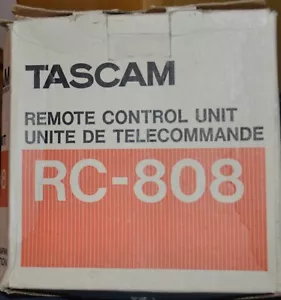 TASCAM
REMOTE CONTROL UNIT
UNITE DE TELECOMMANDE
RC-808